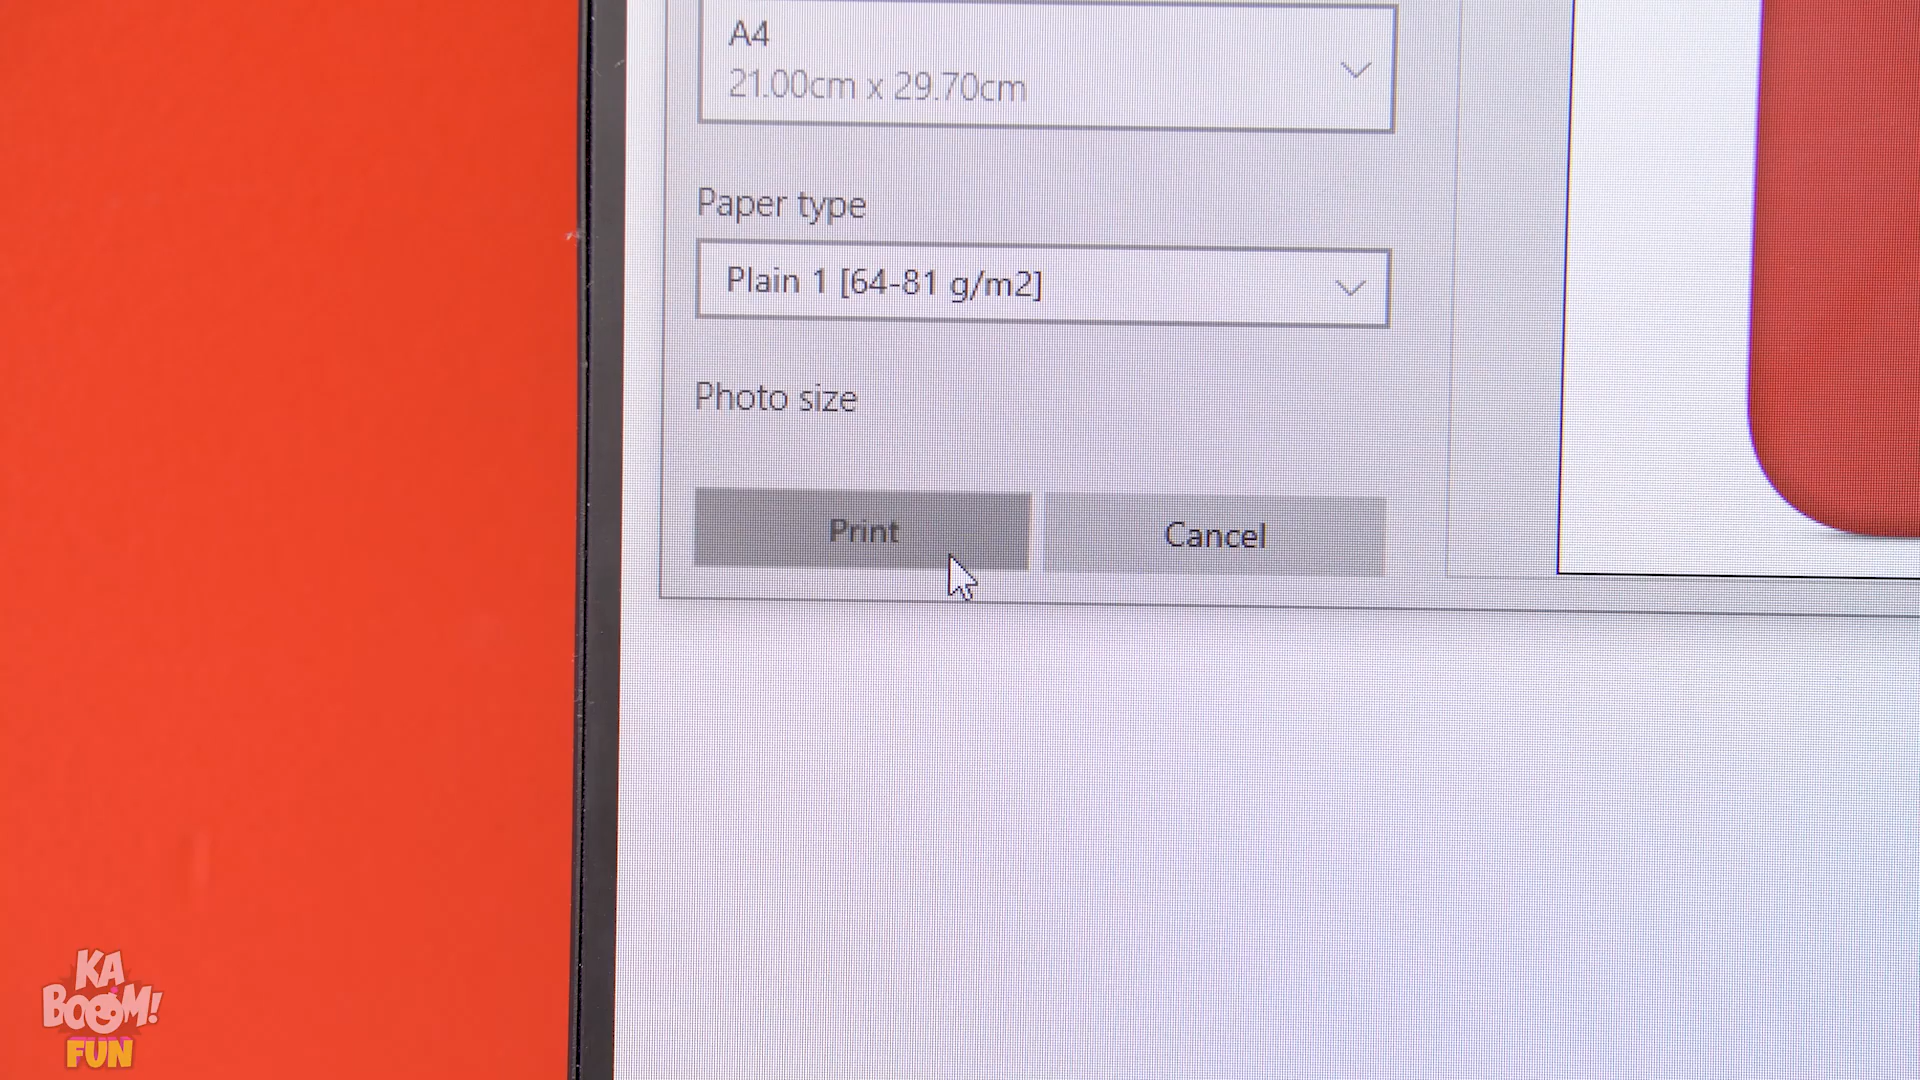 A4
21.00cm x 29.70cm
Paper type
Plain 1 [64-81 g/m2]
Photo size
Print
Cancel
KA
BOOM!
FUN